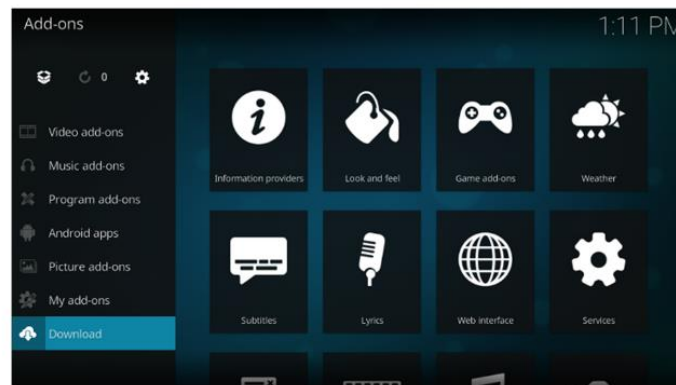 Add-ons
1:11 PM
0
Video add-ons
Music add-ons
Program add-ons
Android apps
Picture add-ons
My add-ons
Download
Information providers
Look and feel
Game add-ons
Weather
Subtitles
Lyrics
Web interface
Services